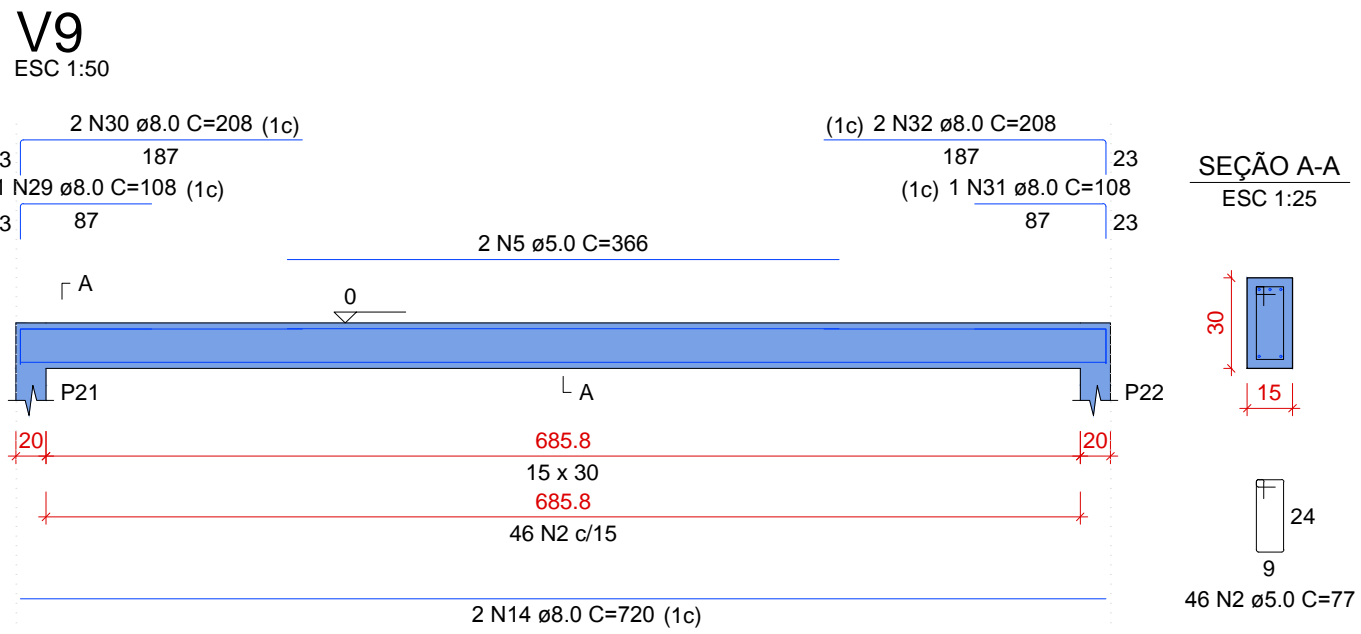 V9
ESC 1:50
2 N30 ø8.0 C=208 (1c)
187
3
1 N29 ø8.0 C=108 (1c)
87
3
(1c) 2 N32 ø8.0 C=208
187
23
(1c) 1 N31 ø8.0 C=108
87
23
2 N5 ø5.0 C=366
A
0
A
P21
P22
20
685.8
20
15 x 30
685.8
46 N2 c/15
2 N14 ø8.0 C=720 (1c)
SEÇÃO A-A
ESC 1:25
30
15
24
9
46 N2 ø5.0 C=77